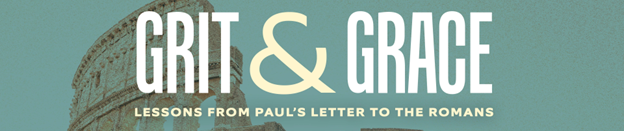 GRIT & GRACE
LESSONS FROM PAUL'S LETTER TO THE ROMANS